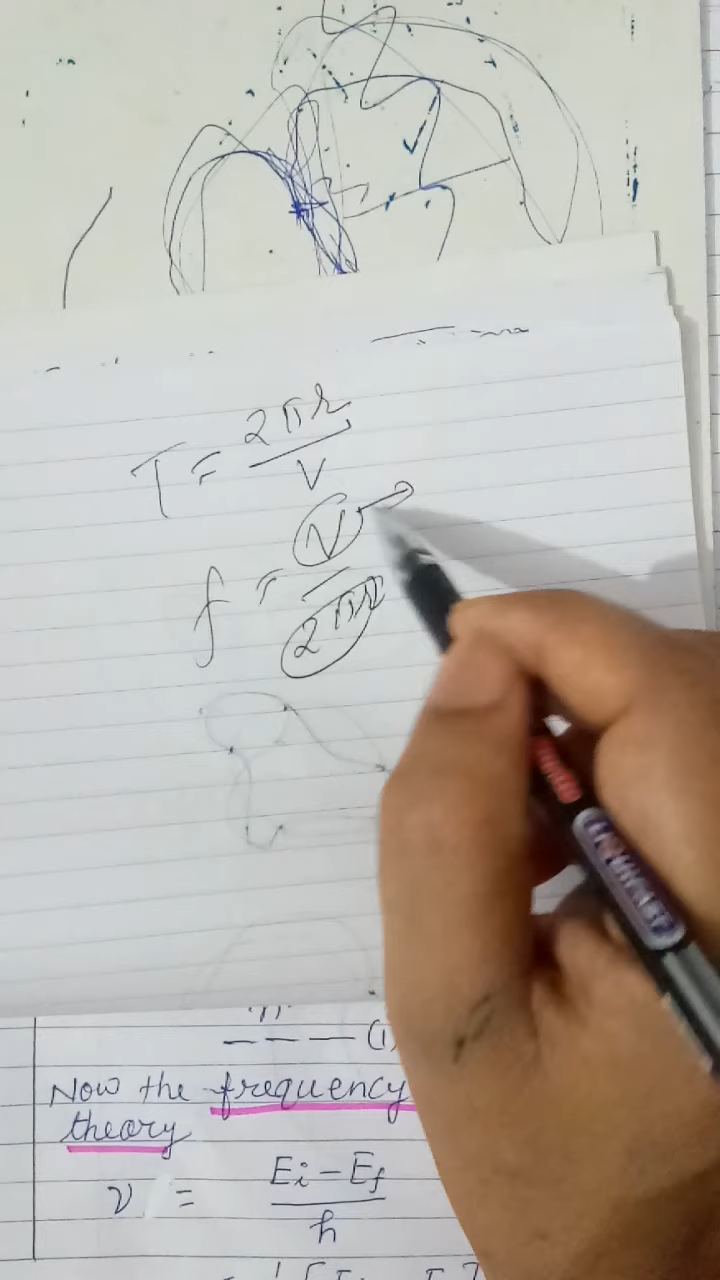 T = 2πr / V
f = V / 2πr
π
— — — (1)
Now the frequency
theory
ν = Ei – Ef / h